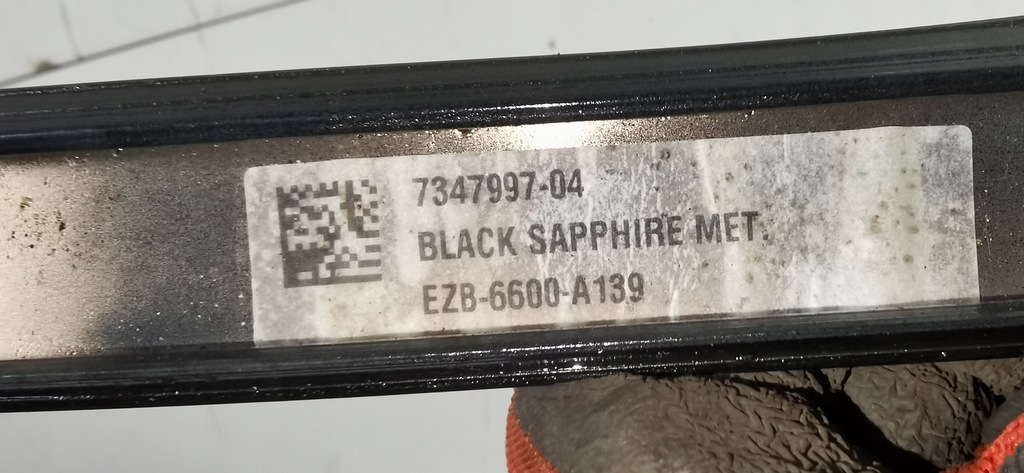 7347997-04
BLACK SAPPHIRE MET.
EZB-6600-A139